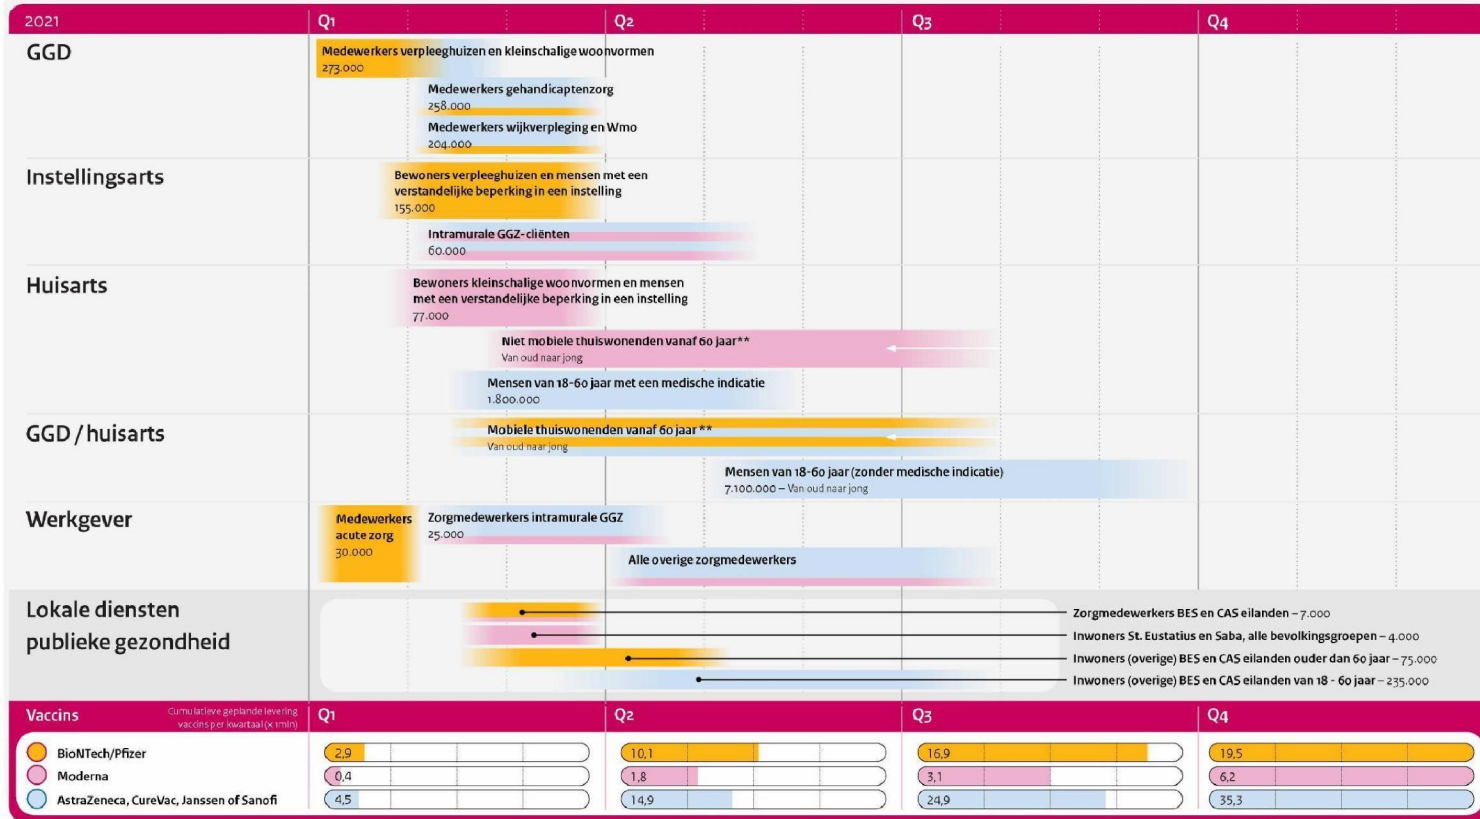 2021 Q1 Q2 Q3 Q4
GGD
Medewerkers verpleeghuizen en kleinschalige woonvormen
273.000
Medewerkers gehandicaptenzorg
258.000
Medewerkers wijkverpleging en Wmo
204.000
Instellingsarts
Bewoners verpleeghuizen en mensen met een
verstandelijke beperking in een instelling
155.000
Intramurale GGZ-cliënten
60.000
Huisarts
Bewoners kleinschalige woonvormen en mensen
met een verstandelijke beperking in een instelling
77.000
Niet mobiele thuiswonenden vanaf 60 jaar**
Van oud naar jong
Mensen van 18-60 jaar met een medische indicatie
1.800.000
GGD / huisarts
Mobiele thuiswonenden vanaf 60 jaar**
Van oud naar jong
Mensen van 18-60 jaar (zonder medische indicatie)
7.100.000 – Van oud naar jong
Werkgever
Medewerkers
acute zorg
30.000
Zorgmedewerkers intramurale GGZ
25.000
Alle overige zorgmedewerkers
Lokale diensten
publieke gezondheid
Zorgmedewerkers BES en CAS eilanden – 7.000
Inwoners St. Eustatius en Saba, alle bevolkingsgroepen – 4.000
Inwoners (overige) BES en CAS eilanden ouder dan 60 jaar – 75.000
Inwoners (overige) BES en CAS eilanden van 18 - 60 jaar – 235.000
Vaccins
Cumulatieve geplande levering
vaccins per kwartaal (x 1 mln)
Q1 Q2 Q3 Q4
BioNTech/Pfizer 2,9 10,1 16,9 19,5
Moderna 0,4 1,8 3,1 6,2
AstraZeneca, CureVac, Janssen of Sanofi 4,5 14,9 24,9 35,3